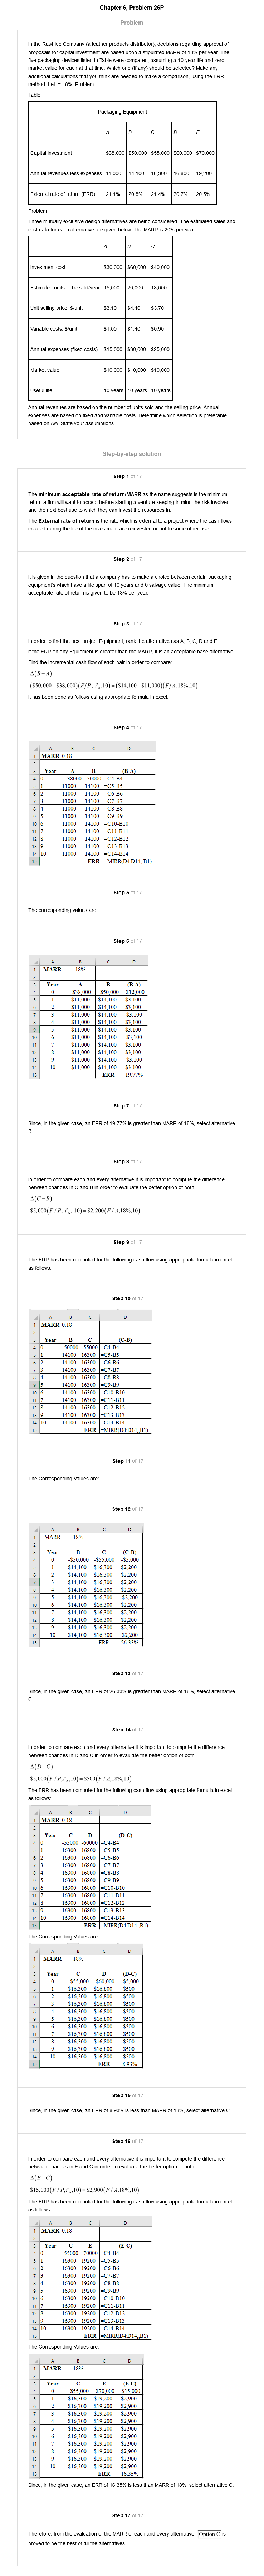 Chapter 6, Problem 26P
Problem
In the Rawhide Company (a leather products distributor), decisions regarding approval of
proposals for capital investment are based upon a stipulated MARR of 18% per year. The
five packaging devices listed in Table were compared, assuming a 10-year life and zero
market value for each at that time. Which one (if any) should be selected? Make any
additional calculations that you think are needed to make a comparison, using the ERR
method. Let = 18%. Problem
Table
Packaging Equipment
A B C D E
Capital investment $38,000 $50,000 $55,000 $60,000 $70,000
Annual revenues less expenses 11,000 14,100 16,300 16,800 19,200
External rate of return (ERR) 21.1% 20.8% 21.4% 20.7% 20.5%
Problem
Three mutually exclusive design alternatives are being considered. The estimated sales and
cost data for each alternative are given below. The MARR is 20% per year.
A B C
Investment cost $30,000 $60,000 $40,000
Estimated units to be sold/year 15,000 20,000 18,000
Unit selling price, $/unit $3.10 $4.40 $3.70
Variable costs, $/unit $1.00 $1.40 $0.90
Annual expenses (fixed costs) $15,000 $30,000 $25,000
Market value $10,000 $10,000 $10,000
Useful life 10 years 10 years 10 years
Annual revenues are based on the number of units sold and the selling price. Annual
expenses are based on fixed and variable costs. Determine which selection is preferable
based on AW. State your assumptions.
Step-by-step solution
Step 1 of 17
The minimum acceptable rate of return/MARR as the name suggests is the minimum
return a firm will want to accept before starting a venture keeping in mind the risk involved
and the next best use to which they can invest the resources in.
The External rate of return is the rate which is external to a project where the cash flows
created during the life of the investment are reinvested or put to some other use.
Step 2 of 17
It is given in the question that a company has to make a choice between certain packaging
equipment's which have a life span of 10 years and 0 salvage value. The minimum
acceptable rate of return is given to be 18% per year.
Step 3 of 17
In order to find the best project Equipment, rank the alternatives as A, B, C, D and E.
If the ERR on any Equipment is greater than the MARR, it is an acceptable base alternative.
Find the incremental cash flow of each pair in order to compare:
Δ(B−A)
($50,000−$38,000)(F/P, i'A,10)=($14,100−$11,000)(F/A,18%,10)
It has been done as follows using appropriate formula in excel:
Step 4 of 17
A B C D
1 MARR 0.18
2
3 Year A B (B-A)
4 0 =-38000 -50000 =C4-B4
5 1 11000 14100 =C5-B5
6 2 11000 14100 =C6-B6
7 3 11000 14100 =C7-B7
8 4 11000 14100 =C8-B8
9 5 11000 14100 =C9-B9
10 6 11000 14100 =C10-B10
11 7 11000 14100 =C11-B11
12 8 11000 14100 =C12-B12
13 9 11000 14100 =C13-B13
14 10 11000 14100 =C14-B14
15 ERR =MIRR(D4:D14,,B1)
Step 5 of 17
The corresponding values are:
Step 6 of 17
A B C D
1 MARR 18%
2
3 Year A B (B-A)
4 0 -$38,000 -$50,000 -$12,000
5 1 $11,000 $14,100 $3,100
6 2 $11,000 $14,100 $3,100
7 3 $11,000 $14,100 $3,100
8 4 $11,000 $14,100 $3,100
9 5 $11,000 $14,100 $3,100
10 6 $11,000 $14,100 $3,100
11 7 $11,000 $14,100 $3,100
12 8 $11,000 $14,100 $3,100
13 9 $11,000 $14,100 $3,100
14 10 $11,000 $14,100 $3,100
15 ERR 19.77%
Step 7 of 17
Since, in the given case, an ERR of 19.77% is greater than MARR of 18%, select alternative
B.
Step 8 of 17
In order to compare each and every alternative it is important to compute the difference
between changes in C and B in order to evaluate the better option of both.
Δ(C−B)
$5,000(F/P, i'A, 10)=$2,200(F/A,18%,10)
Step 9 of 17
The ERR has been computed for the following cash flow using appropriate formula in excel
as follows:
Step 10 of 17
A B C D
1 MARR 0.18
2
3 Year B C (C-B)
4 0 -50000 -55000 =C4-B4
5 1 14100 16300 =C5-B5
6 2 14100 16300 =C6-B6
7 3 14100 16300 =C7-B7
8 4 14100 16300 =C8-B8
9 5 14100 16300 =C9-B9
10 6 14100 16300 =C10-B10
11 7 14100 16300 =C11-B11
12 8 14100 16300 =C12-B12
13 9 14100 16300 =C13-B13
14 10 14100 16300 =C14-B14
15 ERR =MIRR(D4:D14,,B1)
Step 11 of 17
The Corresponding Values are:
Step 12 of 17
A B C D
1 MARR 18%
2
3 Year B C (C-B)
4 0 -$50,000 -$55,000 -$5,000
5 1 $14,100 $16,300 $2,200
6 2 $14,100 $16,300 $2,200
7 3 $14,100 $16,300 $2,200
8 4 $14,100 $16,300 $2,200
9 5 $14,100 $16,300 $2,200
10 6 $14,100 $16,300 $2,200
11 7 $14,100 $16,300 $2,200
12 8 $14,100 $16,300 $2,200
13 9 $14,100 $16,300 $2,200
14 10 $14,100 $16,300 $2,200
15 ERR 26.33%
Step 13 of 17
Since, in the given case, an ERR of 26.33% is greater than MARR of 18%, select alternative
C.
Step 14 of 17
In order to compare each and every alternative it is important to compute the difference
between changes in D and C in order to evaluate the better option of both.
Δ(D−C)
$5,000(F/P,i'A,10)=$500(F/A,18%,10)
The ERR has been computed for the following cash flow using appropriate formula in excel
as follows:
A B C D
1 MARR 0.18
2
3 Year C D (D-C)
4 0 -55000 -60000 =C4-B4
5 1 16300 16800 =C5-B5
6 2 16300 16800 =C6-B6
7 3 16300 16800 =C7-B7
8 4 16300 16800 =C8-B8
9 5 16300 16800 =C9-B9
10 6 16300 16800 =C10-B10
11 7 16300 16800 =C11-B11
12 8 16300 16800 =C12-B12
13 9 16300 16800 =C13-B13
14 10 16300 16800 =C14-B14
15 ERR =MIRR(D4:D14,,B1)
The Corresponding Values are:
A B C D
1 MARR 18%
2
3 Year C D (D-C)
4 0 -$55,000 -$60,000 -$5,000
5 1 $16,300 $16,800 $500
6 2 $16,300 $16,800 $500
7 3 $16,300 $16,800 $500
8 4 $16,300 $16,800 $500
9 5 $16,300 $16,800 $500
10 6 $16,300 $16,800 $500
11 7 $16,300 $16,800 $500
12 8 $16,300 $16,800 $500
13 9 $16,300 $16,800 $500
14 10 $16,300 $16,800 $500
15 ERR 8.93%
Step 15 of 17
Since, in the given case, an ERR of 8.93% is less than MARR of 18%, select alternative C.
Step 16 of 17
In order to compare each and every alternative it is important to compute the difference
between changes in E and C in order to evaluate the better option of both.
Δ(E−C)
$15,000(F/P,i'A,10)=$2,900(F/A,18%,10)
The ERR has been computed for the following cash flow using appropriate formula in excel
as follows:
A B C D
1 MARR 0.18
2
3 Year C E (E-C)
4 0 -55000 -70000 =C4-B4
5 1 16300 19200 =C5-B5
6 2 16300 19200 =C6-B6
7 3 16300 19200 =C7-B7
8 4 16300 19200 =C8-B8
9 5 16300 19200 =C9-B9
10 6 16300 19200 =C10-B10
11 7 16300 19200 =C11-B11
12 8 16300 19200 =C12-B12
13 9 16300 19200 =C13-B13
14 10 16300 19200 =C14-B14
15 ERR =MIRR(D4:D14,,B1)
The Corresponding Values are:
A B C D
1 MARR 18%
2
3 Year C E (E-C)
4 0 -$55,000 -$70,000 -$15,000
5 1 $16,300 $19,200 $2,900
6 2 $16,300 $19,200 $2,900
7 3 $16,300 $19,200 $2,900
8 4 $16,300 $19,200 $2,900
9 5 $16,300 $19,200 $2,900
10 6 $16,300 $19,200 $2,900
11 7 $16,300 $19,200 $2,900
12 8 $16,300 $19,200 $2,900
13 9 $16,300 $19,200 $2,900
14 10 $16,300 $19,200 $2,900
15 ERR 16.35%
Since, in the given case, an ERR of 16.35% is less than MARR of 18%, select alternative C.
Step 17 of 17
Therefore, from the evaluation of the MARR of each and every alternative Option C is
proved to be the best of all the alternatives.